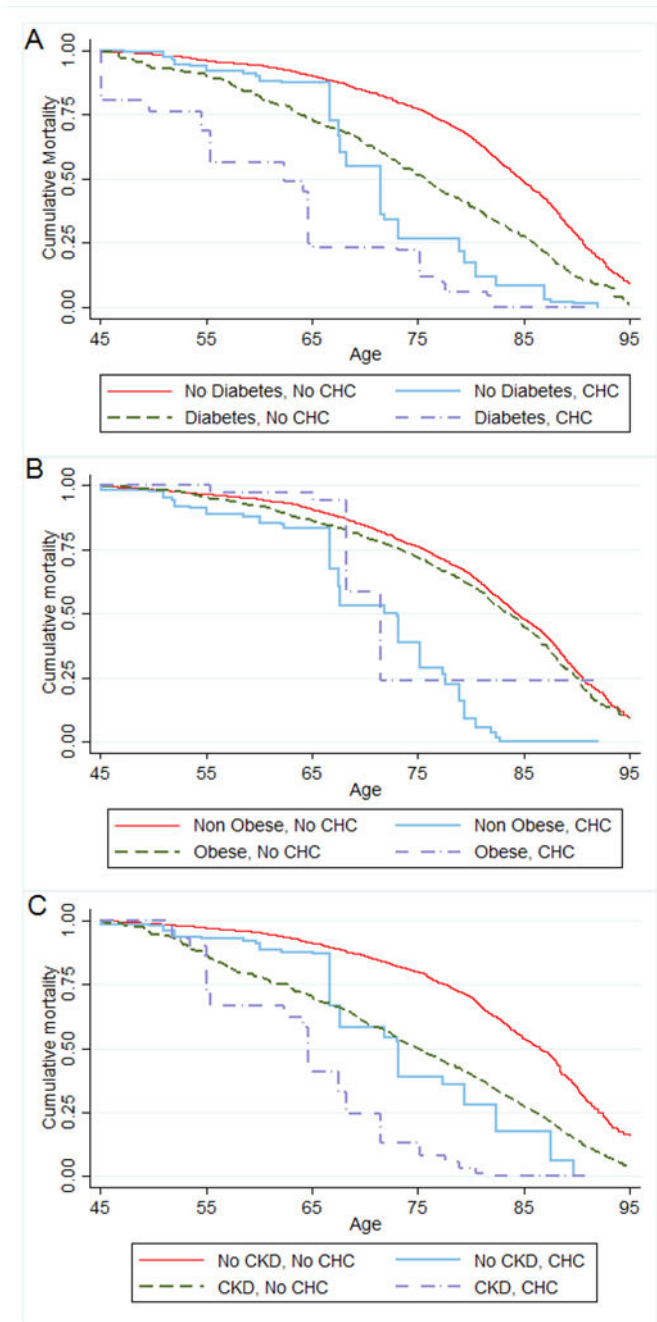 A
Cumulative Mortality
1.00
0.75
0.50
0.25
0.00
45 55 65 75 85 95
Age
No Diabetes, No CHC No Diabetes, CHC
Diabetes, No CHC Diabetes, CHC
B
Cumulative mortality
1.00
0.75
0.50
0.25
0.00
45 55 65 75 85 95
Age
Non Obese, No CHC Non Obese, CHC
Obese, No CHC Obese, CHC
C
Cumulative mortality
1.00
0.75
0.50
0.25
0.00
45 55 65 75 85 95
Age
No CKD, No CHC No CKD, CHC
CKD, No CHC CKD, CHC